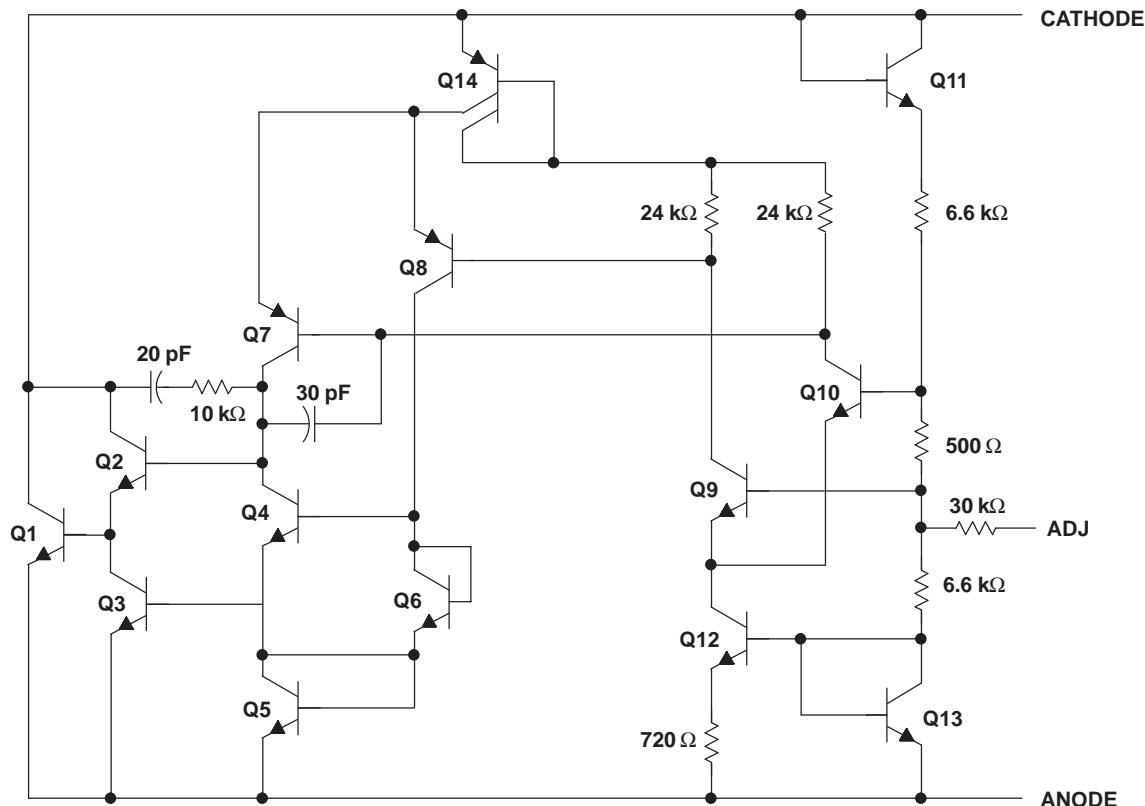 CATHODE
Q14
Q11
24 kΩ
24 kΩ
6.6 kΩ
Q8
Q7
20 pF
30 pF
10 kΩ
Q10
500 Ω
Q2
Q9
Q4
30 kΩ
Q1
ADJ
Q3
Q6
6.6 kΩ
Q12
Q5
Q13
720 Ω
ANODE